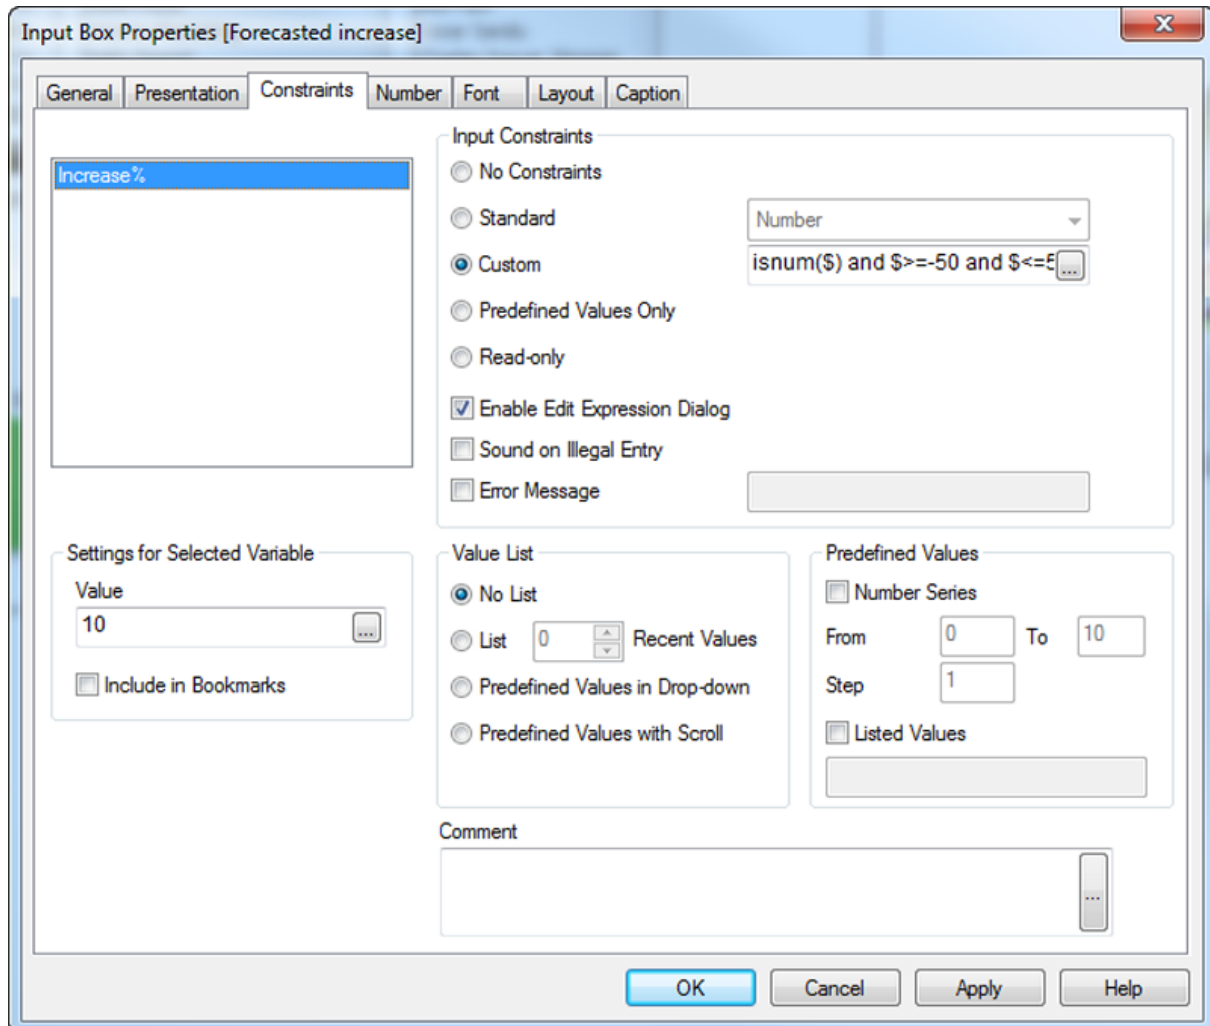 Input Box Properties [Forecasted increase]
General Presentation Constraints Number Font Layout Caption
Increase%
Input Constraints
No Constraints
Standard Number
Custom isnum($) and $>=-50 and $<=5 ...
Predefined Values Only
Read-only
Enable Edit Expression Dialog
Sound on Illegal Entry
Error Message
Settings for Selected Variable
Value
10 ...
Include in Bookmarks
Value List
No List
List 0 Recent Values
Predefined Values in Drop-down
Predefined Values with Scroll
Predefined Values
Number Series
From 0 To 10
Step 1
Listed Values
Comment
...
OK Cancel Apply Help